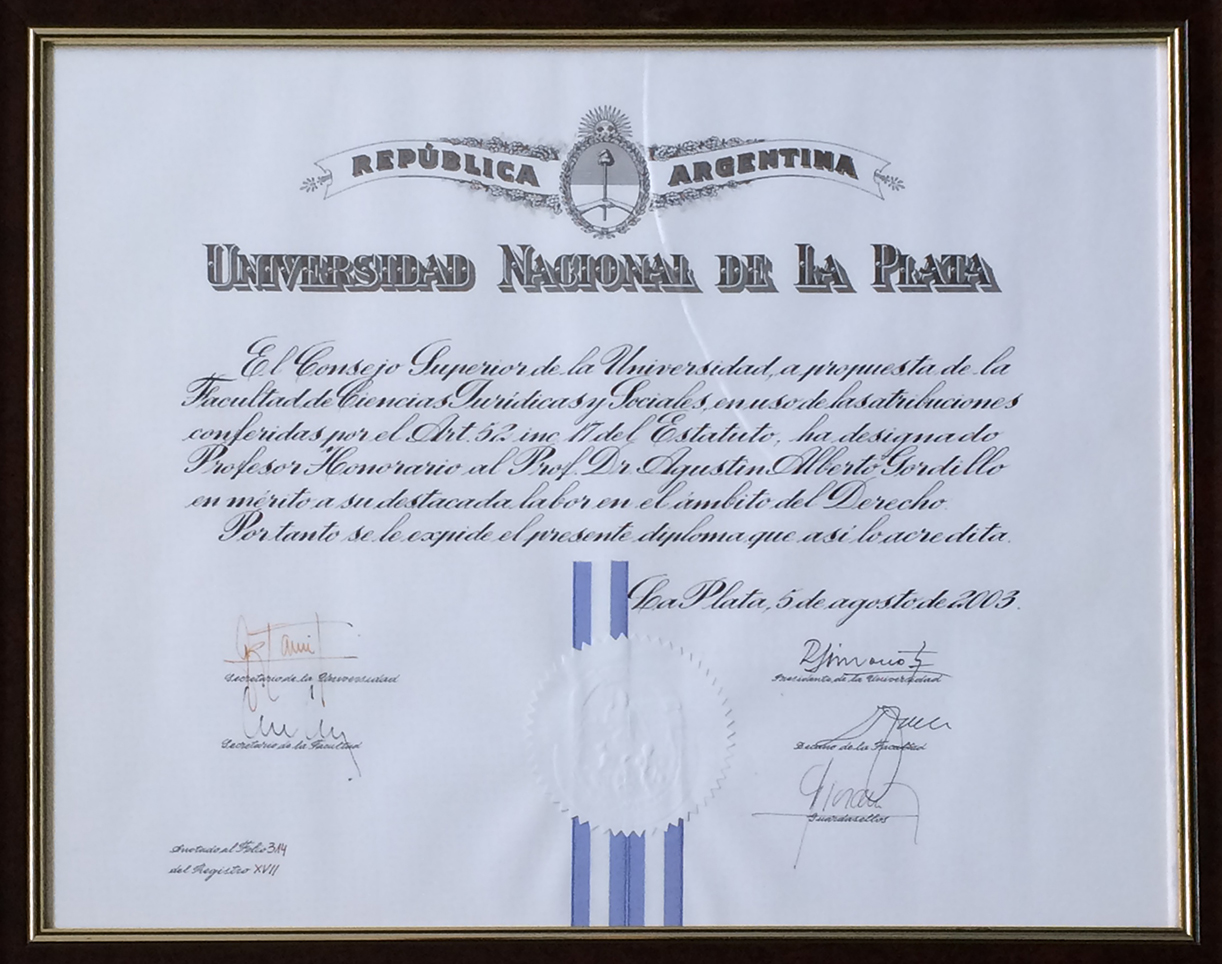 REPÚBLICA ARGENTINA
UNIVERSIDAD NACIONAL DE LA PLATA
El Consejo Superior de la Universidad, a propuesta de la
Facultad de Ciencias Jurídicas y Sociales, en uso de las atribuciones
conferidas por el Art. 52 inc 17 del Estatuto, ha designado
Profesor Honorario al Prof. Dr. Agustín Alberto Gordillo
en mérito a su destacada labor en el ámbito del Derecho.
Por tanto se le expide el presente diploma que así lo acredita.
La Plata, 5 de agosto de 2003.
Secretario de la Universidad
Presidente de la Universidad
Secretario de la Facultad
Decano de la Facultad
Guardasellos
Anotado al Folio 314
del Registro XVII